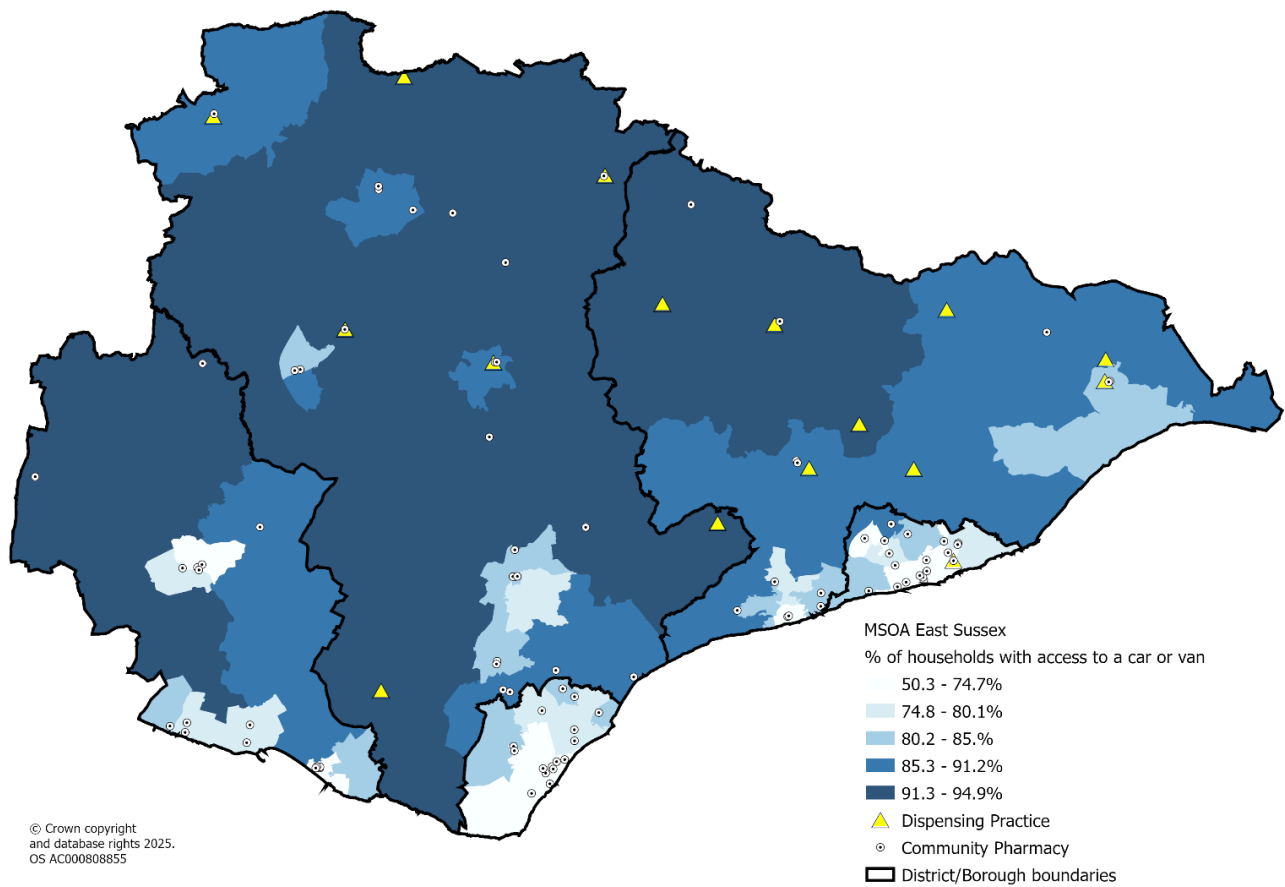 MSOA East Sussex
% of households with access to a car or van
50.3 - 74.7%
74.8 - 80.1%
80.2 - 85.%
85.3 - 91.2%
91.3 - 94.9%
Dispensing Practice
Community Pharmacy
District/Borough boundaries
© Crown copyright
and database rights 2025.
OS AC000808855